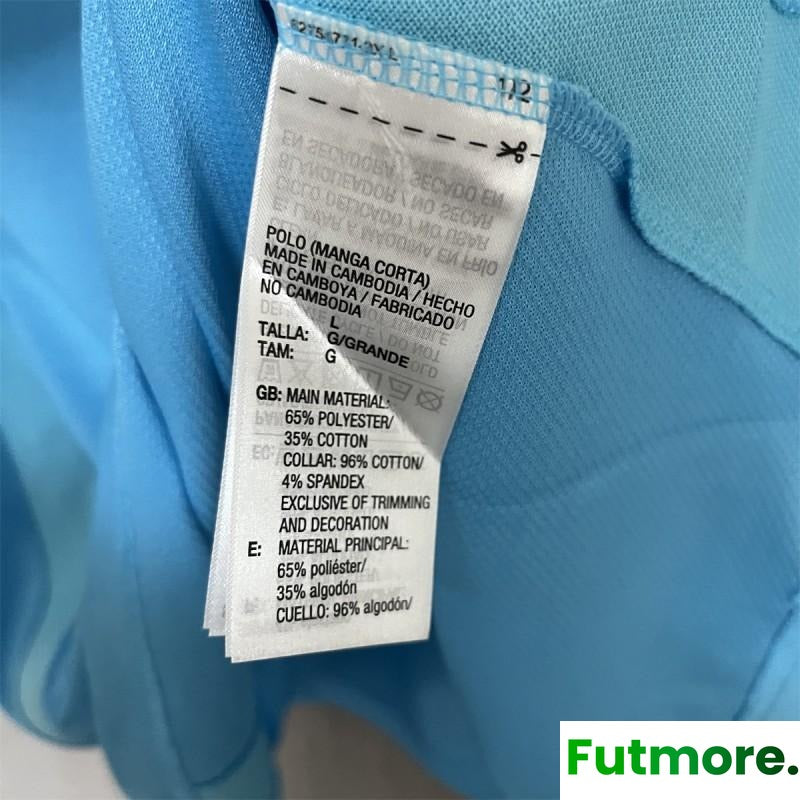 1/2
POLO (MANGA CORTA)
MADE IN CAMBODIA / HECHO
EN CAMBOYA / FABRICADO
NO CAMBODIA
L
TALLA: G/GRANDE
TAM: G
GB: MAIN MATERIAL:
65% POLYESTER/
35% COTTON
COLLAR: 96% COTTON/
4% SPANDEX
EXCLUSIVE OF TRIMMING
AND DECORATION
E: MATERIAL PRINCIPAL:
65% poliéster/
35% algodón
CUELLO: 96% algodón/
Futmore.